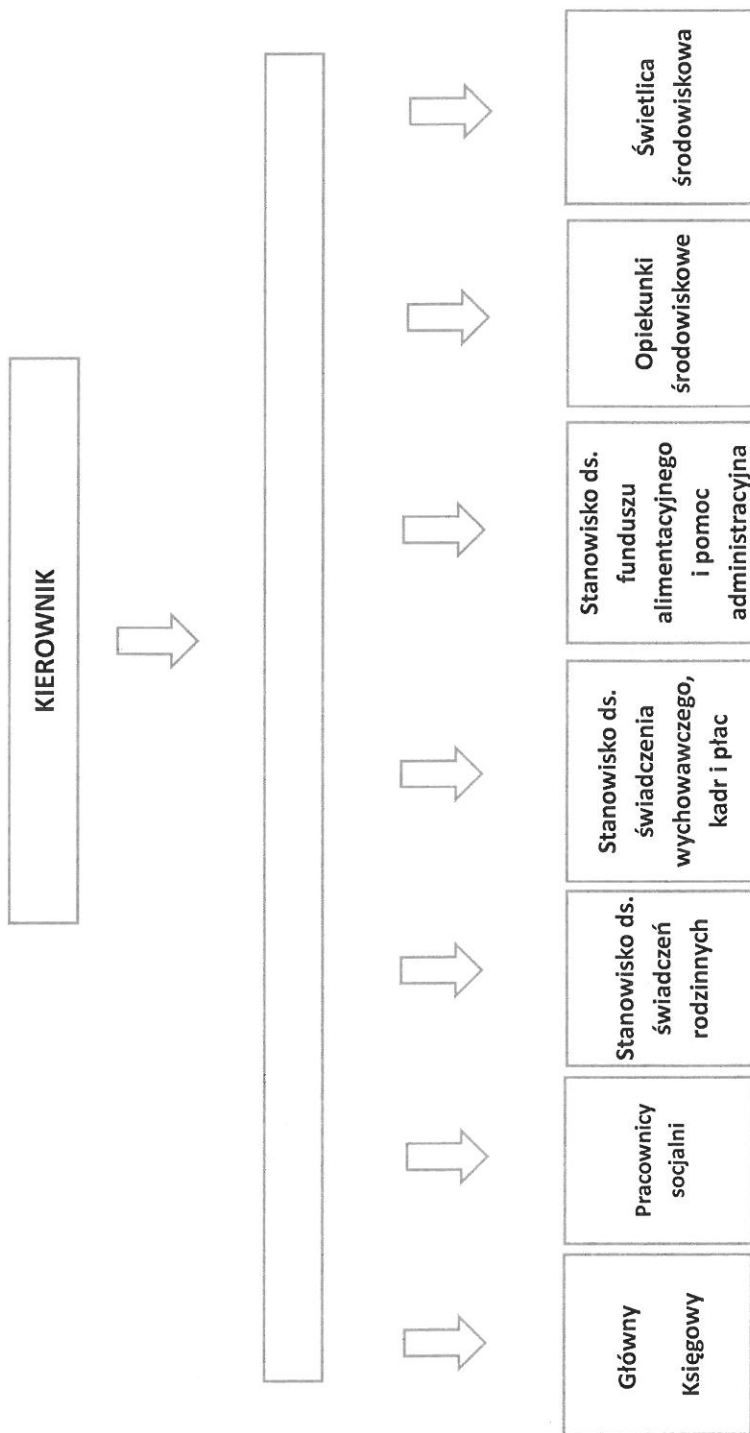 KIEROWNIK
Główny
Księgowy
Pracownicy
socjalni
Stanowisko ds.
świadczeń
rodzinnych
Stanowisko ds.
świadczenia
wychowawczego,
kadr i płac
Stanowisko ds.
funduszu
alimentacyjnego
i pomoc
administracyjna
Opiekunki
środowiskowe
Świetlica
środowiskowa